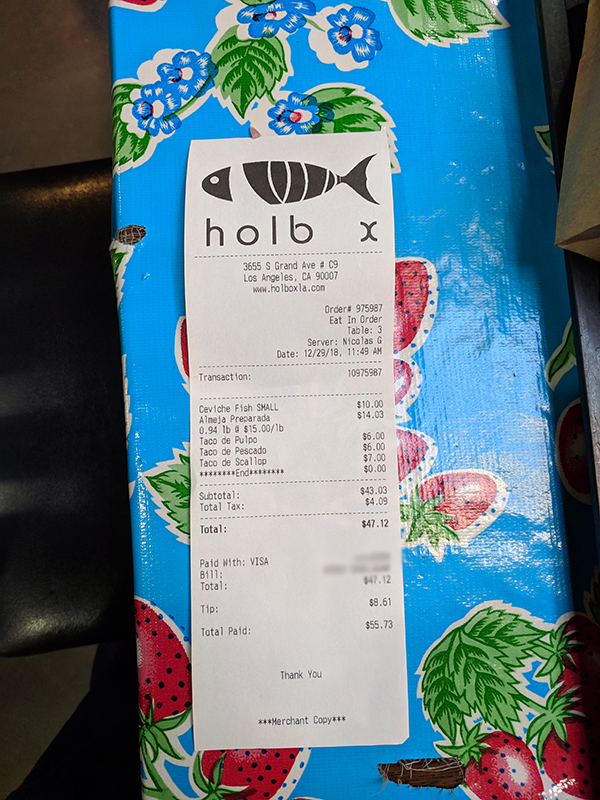 holb x
3655 S Grand Ave # C9
Los Angeles, CA 90007
www.holboxla.com
Order# 975987
Eat In Order
Table: 3
Server: Nicolas G
Date: 12/29/18, 11:49 AM
Transaction: 10975987
Ceviche Fish SMALL $10.00
Almeja Preparada $14.03
0.94 lb @ $15.00/lb
Taco de Pulpo $6.00
Taco de Pescado $6.00
Taco de Scallop $7.00
********End******** $0.00
Subtotal: $43.03
Total Tax: $4.09
Total: $47.12
Paid With: VISA
Bill:
Total: $47.12
Tip: $8.61
Total Paid: $55.73
Thank You
***Merchant Copy***